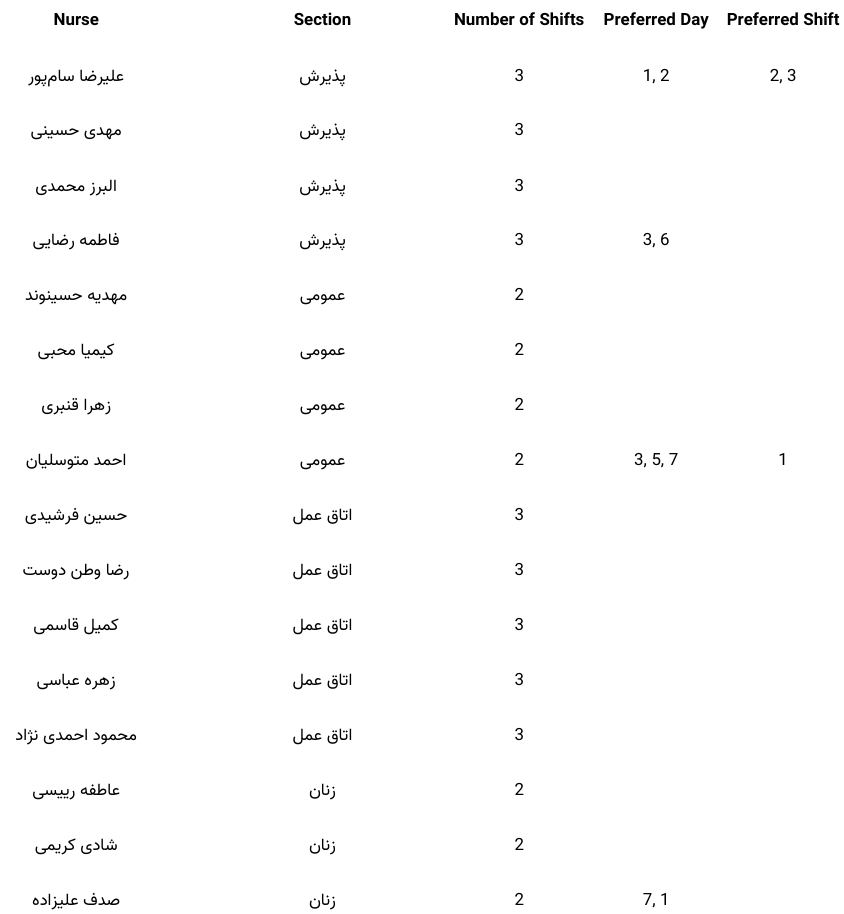 Nurse Section Number of Shifts Preferred Day Preferred Shift
علیرضا سام‌پور پذیرش 3 1, 2 2, 3
مهدی حسینی پذیرش 3
البرز محمدی پذیرش 3
فاطمه رضایی پذیرش 3 3, 6
مهدیه حسینوند عمومی 2
کیمیا محبی عمومی 2
زهرا قنبری عمومی 2
احمد متوسلیان عمومی 2 3, 5, 7 1
حسین فرشیدی اتاق عمل 3
رضا وطن دوست اتاق عمل 3
کمیل قاسمی اتاق عمل 3
زهره عباسی اتاق عمل 3
محمود احمدی نژاد اتاق عمل 3
عاطفه رییسی زنان 2
شادی کریمی زنان 2
صدف علیزاده زنان 2 7, 1